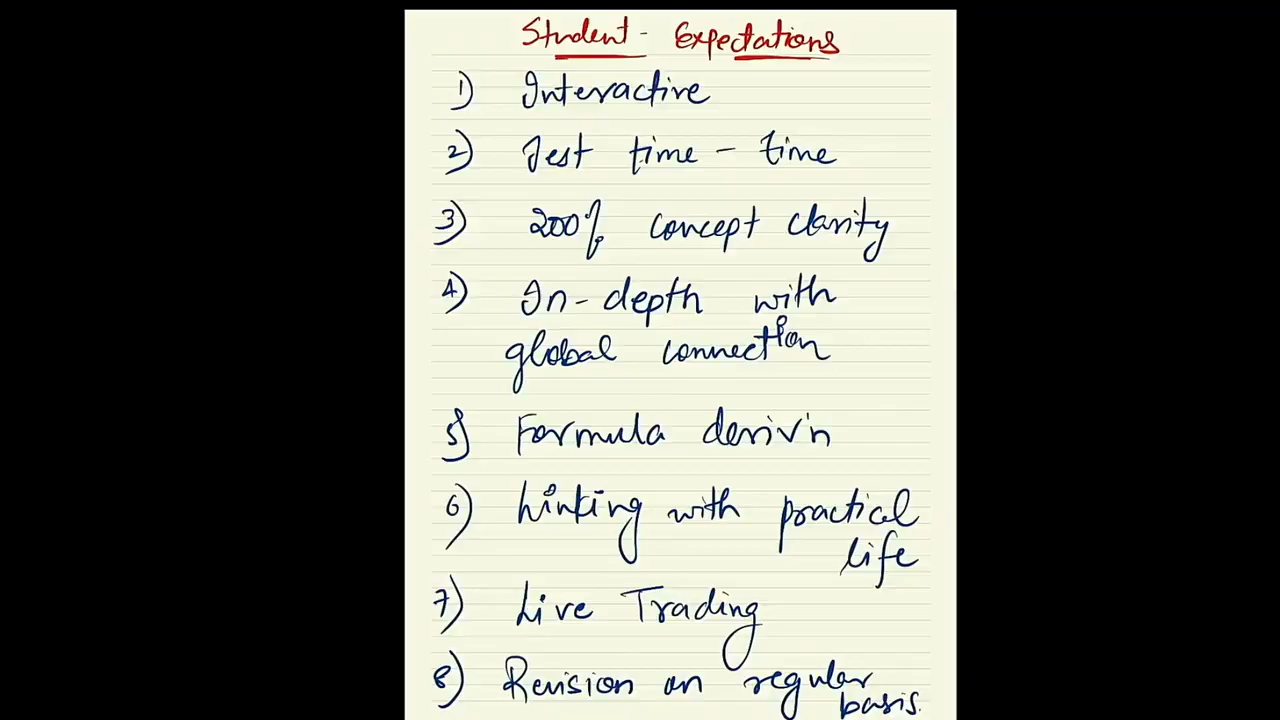 Student - Expectations
1) Interactive
2) Test time - time
3) 200% concept clarity
4) In-depth with
global connection
5) Formula deriv'n
6) Linking with practical
life
7) Live Trading
8) Revision on regular
basis.